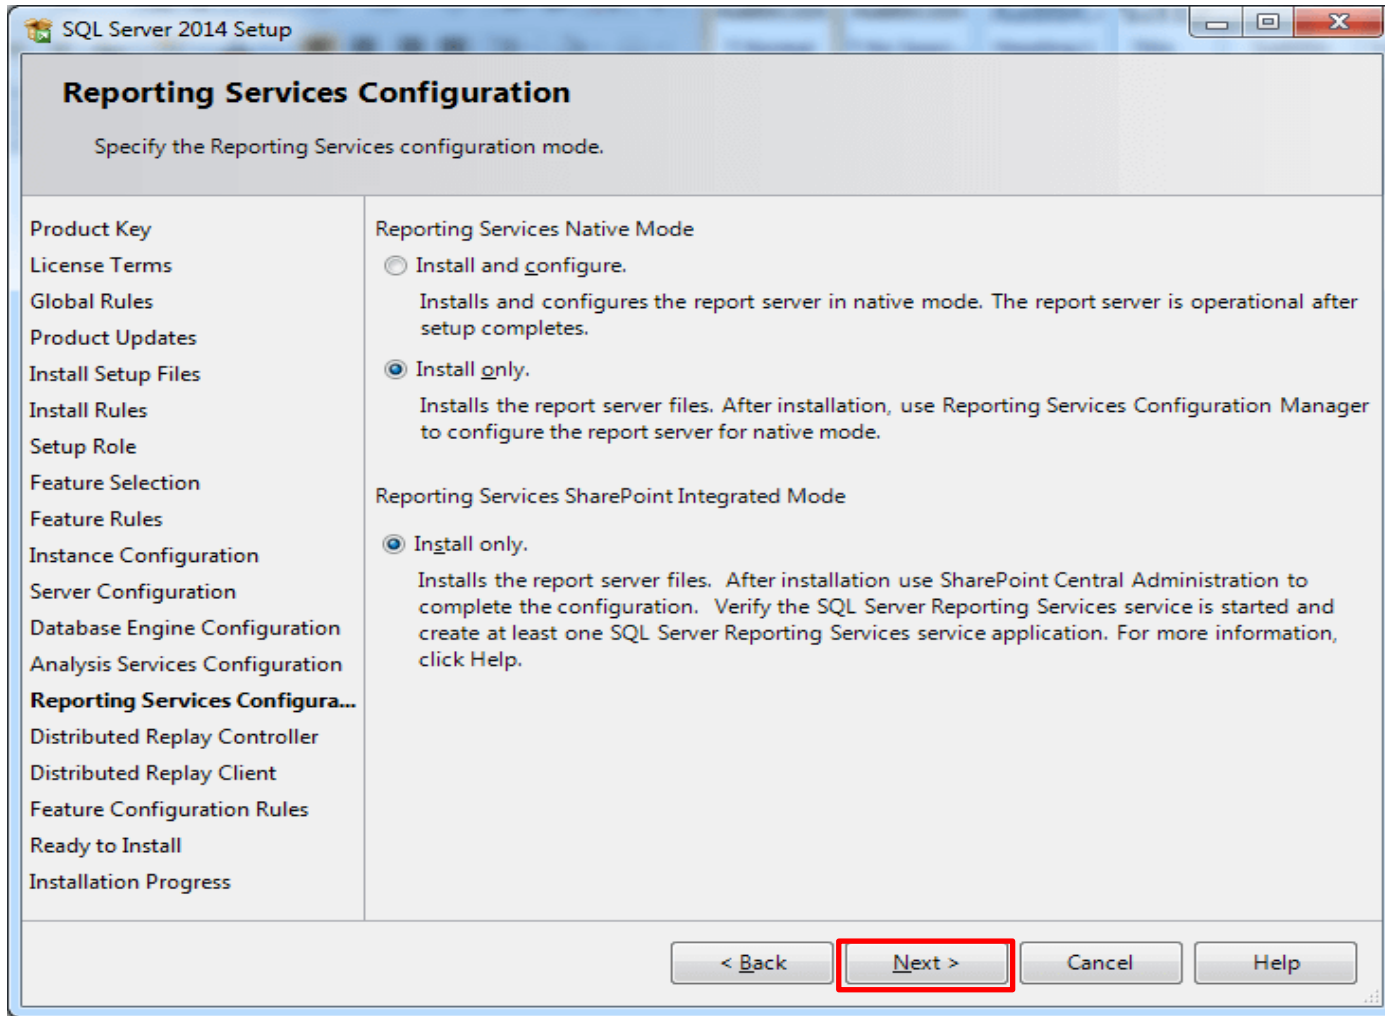 SQL Server 2014 Setup
Reporting Services Configuration
Specify the Reporting Services configuration mode.
Product Key
License Terms
Global Rules
Product Updates
Install Setup Files
Install Rules
Setup Role
Feature Selection
Feature Rules
Instance Configuration
Server Configuration
Database Engine Configuration
Analysis Services Configuration
Reporting Services Configura...
Distributed Replay Controller
Distributed Replay Client
Feature Configuration Rules
Ready to Install
Installation Progress
Reporting Services Native Mode
Install and configure.
Installs and configures the report server in native mode. The report server is operational after
setup completes.
Install only.
Installs the report server files. After installation, use Reporting Services Configuration Manager
to configure the report server for native mode.
Reporting Services SharePoint Integrated Mode
Install only.
Installs the report server files.  After installation use SharePoint Central Administration to
complete the configuration.  Verify the SQL Server Reporting Services service is started and
create at least one SQL Server Reporting Services service application. For more information,
click Help.
< Back
Next >
Cancel
Help